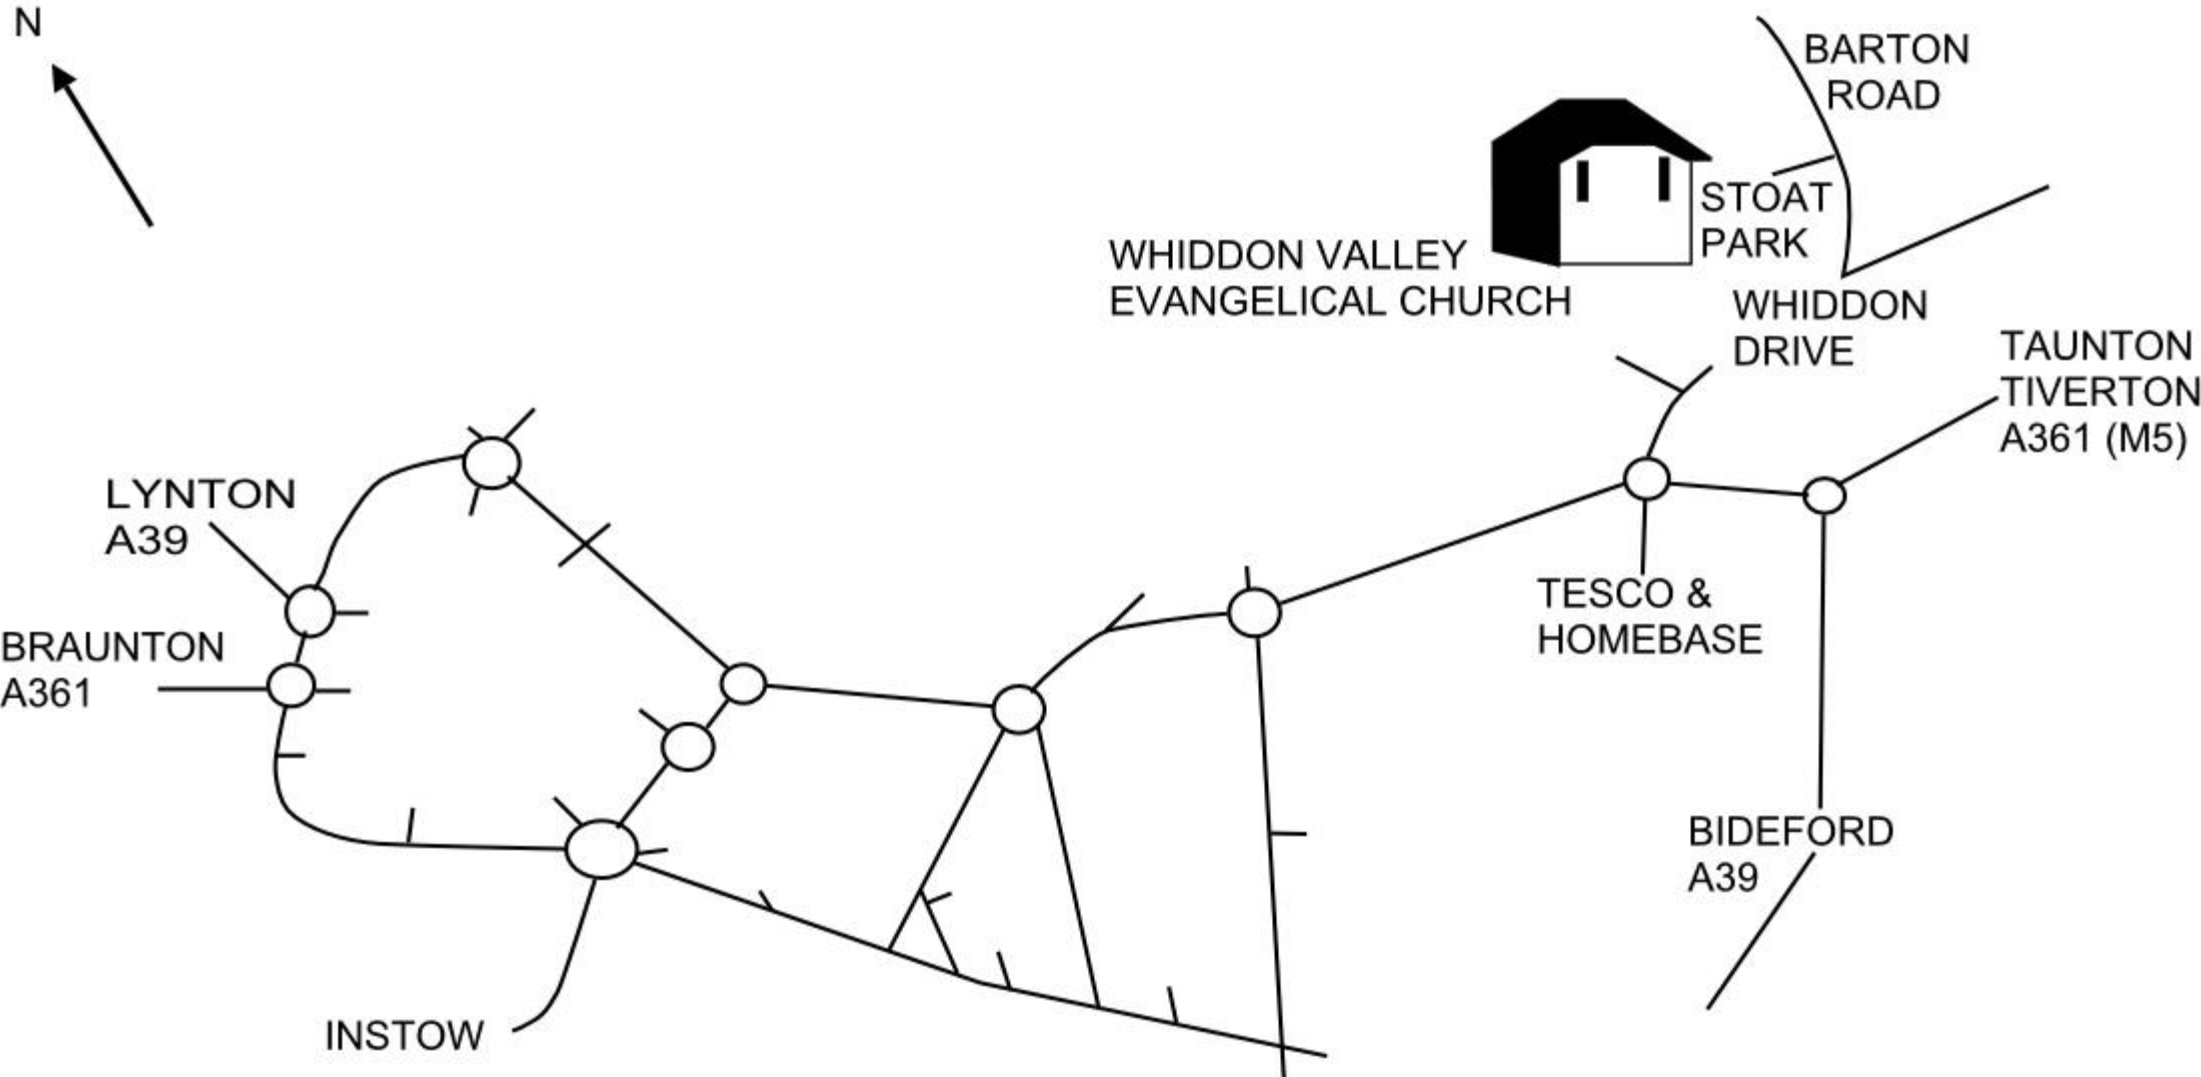 N
BARTON
ROAD
STOAT
PARK
WHIDDON VALLEY
EVANGELICAL CHURCH
WHIDDON
DRIVE
TAUNTON
TIVERTON
A361 (M5)
LYNTON
A39
BRAUNTON
A361
TESCO &
HOMEBASE
BIDEFORD
A39
INSTOW